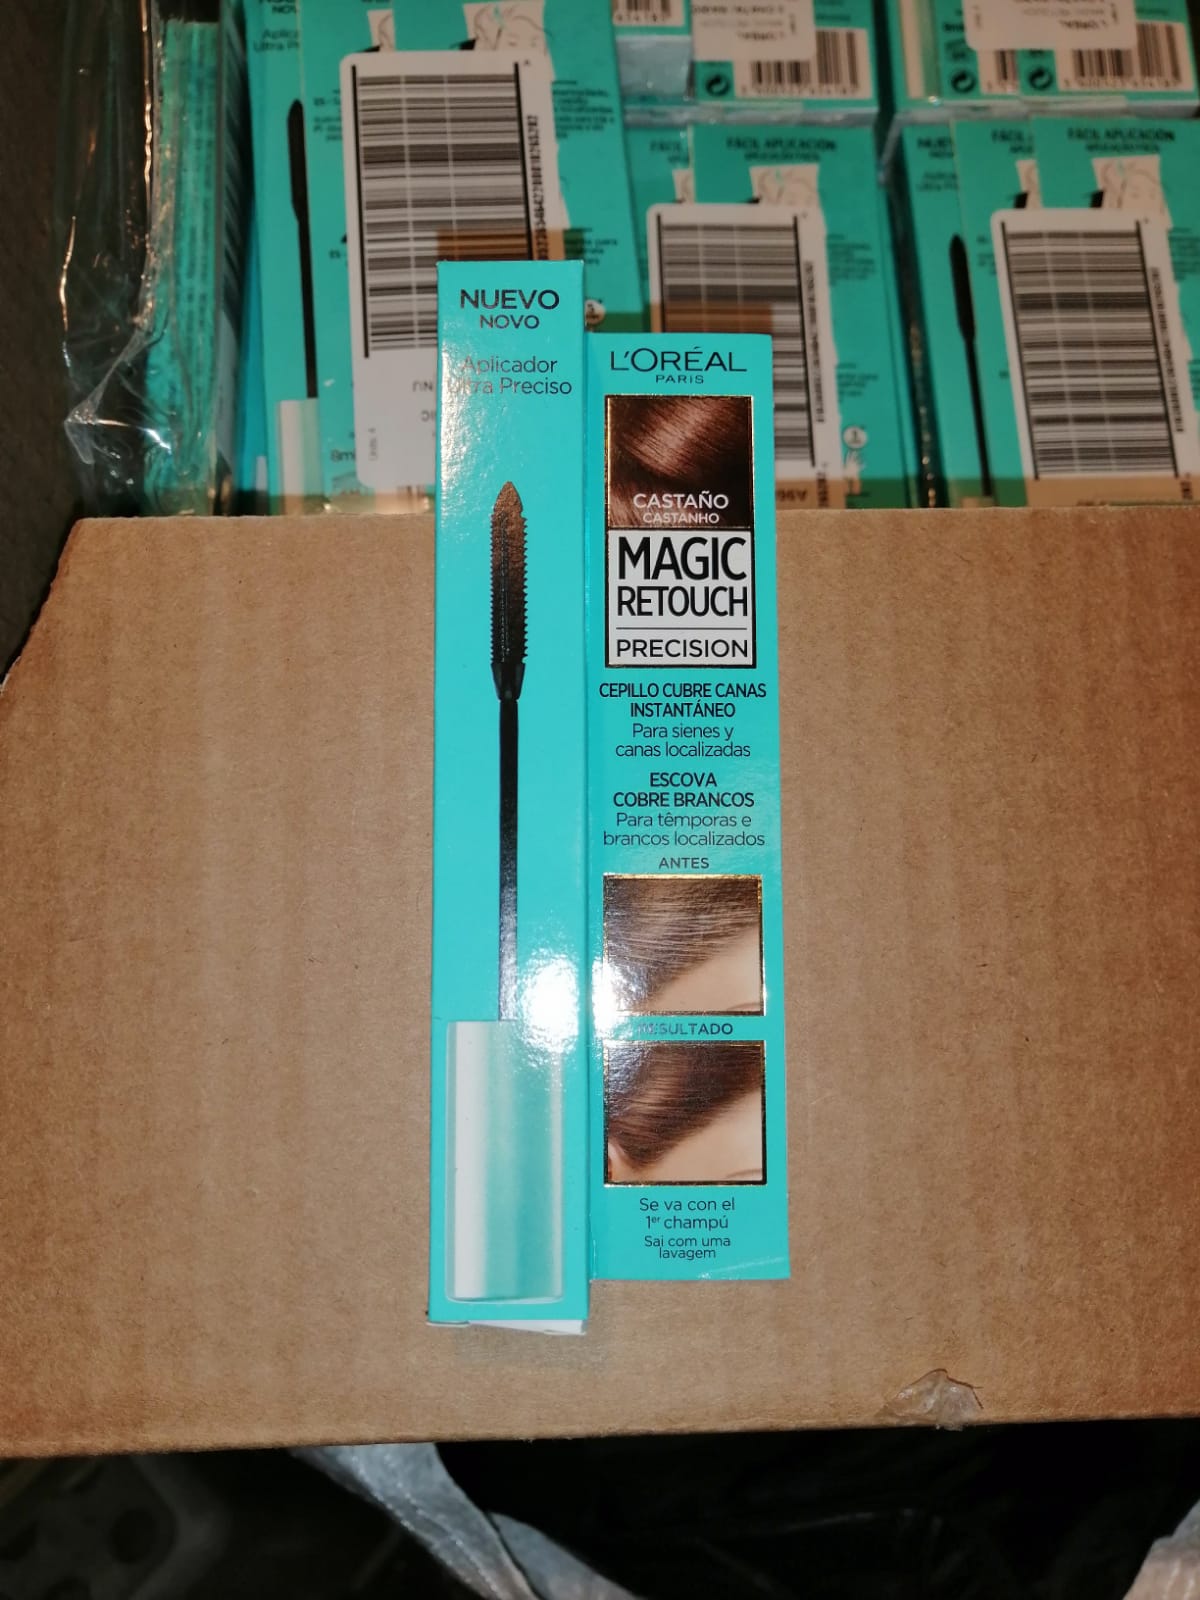 NUEVO
NOVO
Aplicador
Ultra Preciso
L'ORÉAL
PARIS
CASTAÑO
CASTANHO
MAGIC
RETOUCH
PRECISION
CEPILLO CUBRE CANAS
INSTANTÁNEO
Para sienes y
canas localizadas
ESCOVA
COBRE BRANCOS
Para têmporas e
brancos localizados
ANTES
RESULTADO
Se va con el
1er champú
Sai com uma
lavagem
FÁCIL APLICACIÓN
FÁCIL APLICACIÓN